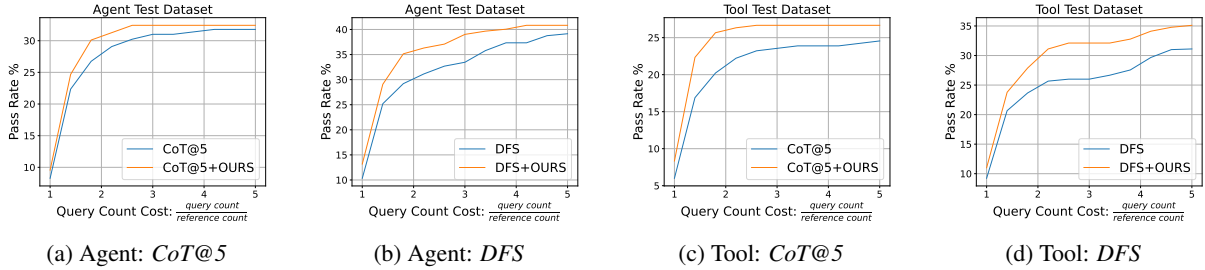 Agent Test Dataset
Pass Rate %
30
25
20
15
10
CoT@5
CoT@5+OURS
1 2 3 4 5
Query Count Cost: query count / reference count
(a) Agent: CoT@5
Agent Test Dataset
Pass Rate %
40
35
30
25
20
15
10
DFS
DFS+OURS
1 2 3 4 5
Query Count Cost: query count / reference count
(b) Agent: DFS
Tool Test Dataset
Pass Rate %
25
20
15
10
5
CoT@5
CoT@5+OURS
1 2 3 4 5
Query Count Cost: query count / reference count
(c) Tool: CoT@5
Tool Test Dataset
Pass Rate %
35
30
25
20
15
10
DFS
DFS+OURS
1 2 3 4 5
Query Count Cost: query count / reference count
(d) Tool: DFS